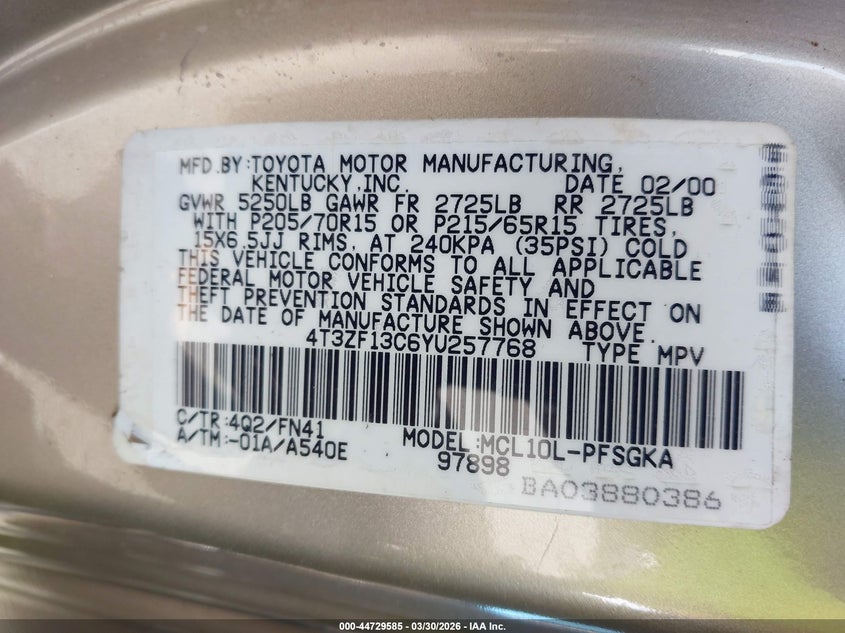 MFD.BY:TOYOTA MOTOR MANUFACTURING,
KENTUCKY,INC. DATE 02/00
GVWR 5250LB GAWR FR 2725LB RR 2725LB
WITH P205/70R15 OR P215/65R15 TIRES,
15X6.5JJ RIMS, AT 240KPA (35PSI) COLD
THIS VEHICLE CONFORMS TO ALL APPLICABLE
FEDERAL MOTOR VEHICLE SAFETY AND
THEFT PREVENTION STANDARDS IN EFFECT ON
THE DATE OF MANUFACTURE SHOWN ABOVE.
4T3ZF13C6YU257768 TYPE MPV
C/TR:4Q2/FN41
A/TM:-01A/A540E
MODEL:MCL10L-PFSGKA
97898
BA03880386
000-44729585 - 03/30/2026 - IAA Inc.